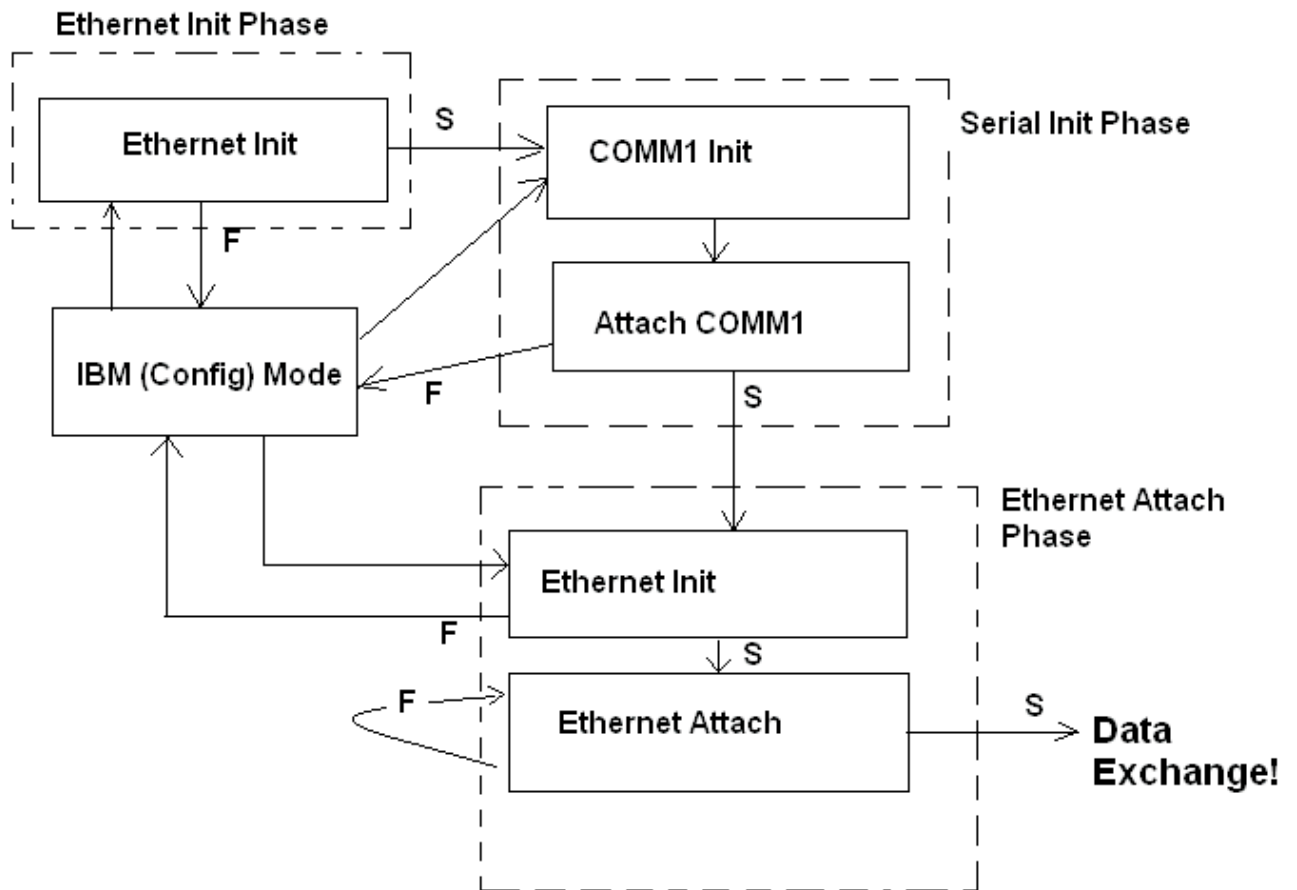 Ethernet Init Phase
Ethernet Init
S
COMM1 Init
Serial Init Phase
F
IBM (Config) Mode
Attach COMM1
F
S
Ethernet Attach
Phase
Ethernet Init
F
S
F
Ethernet Attach
S
Data
Exchange!